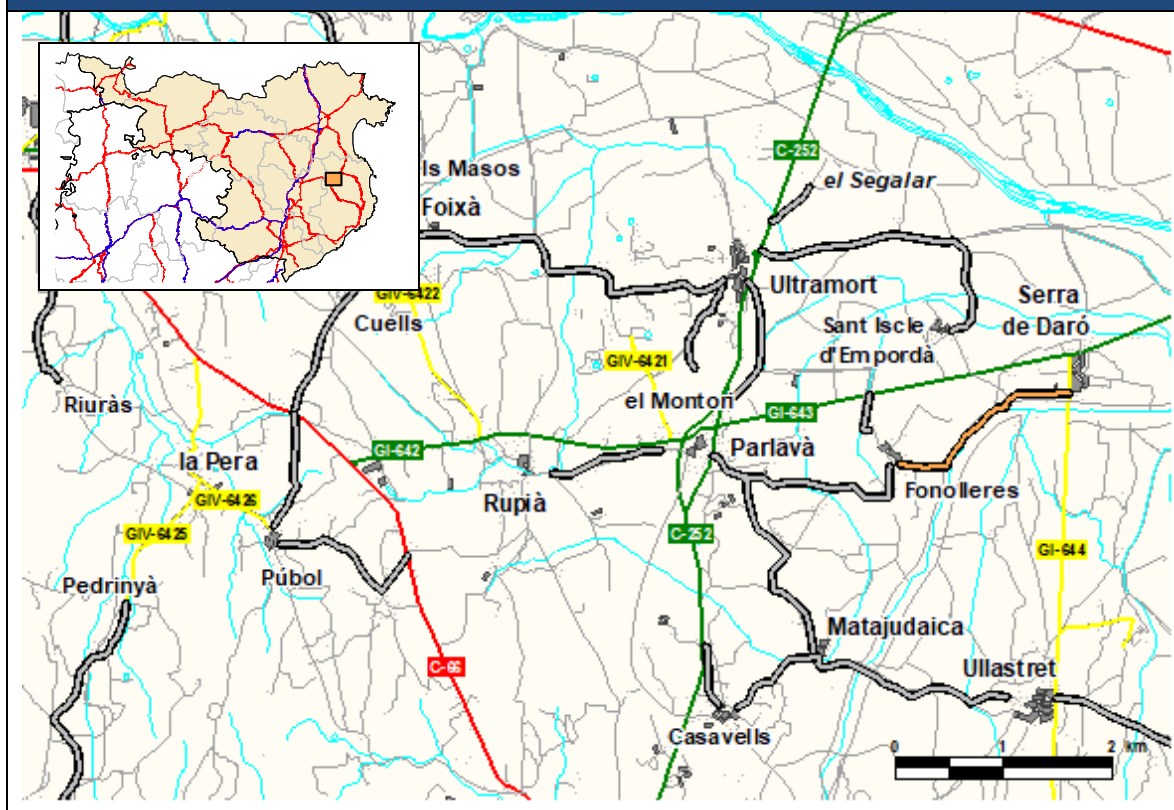 C-252
el Segalar
ls Masos
Foixà
GIV-6422
Cuells
Ultramort
Serra
de Daró
Sant Iscle
d'Empordà
GIV-6421
el Montori
GI-643
Riuràs
la Pera
GI-642
Parlavà
GIV-6426
Rupià
Fonolleres
GIV-6425
C-252
GI-644
Pedrinyà
Púbol
Matajudaica
C-66
Ullastret
Casavells
0 1 2 km